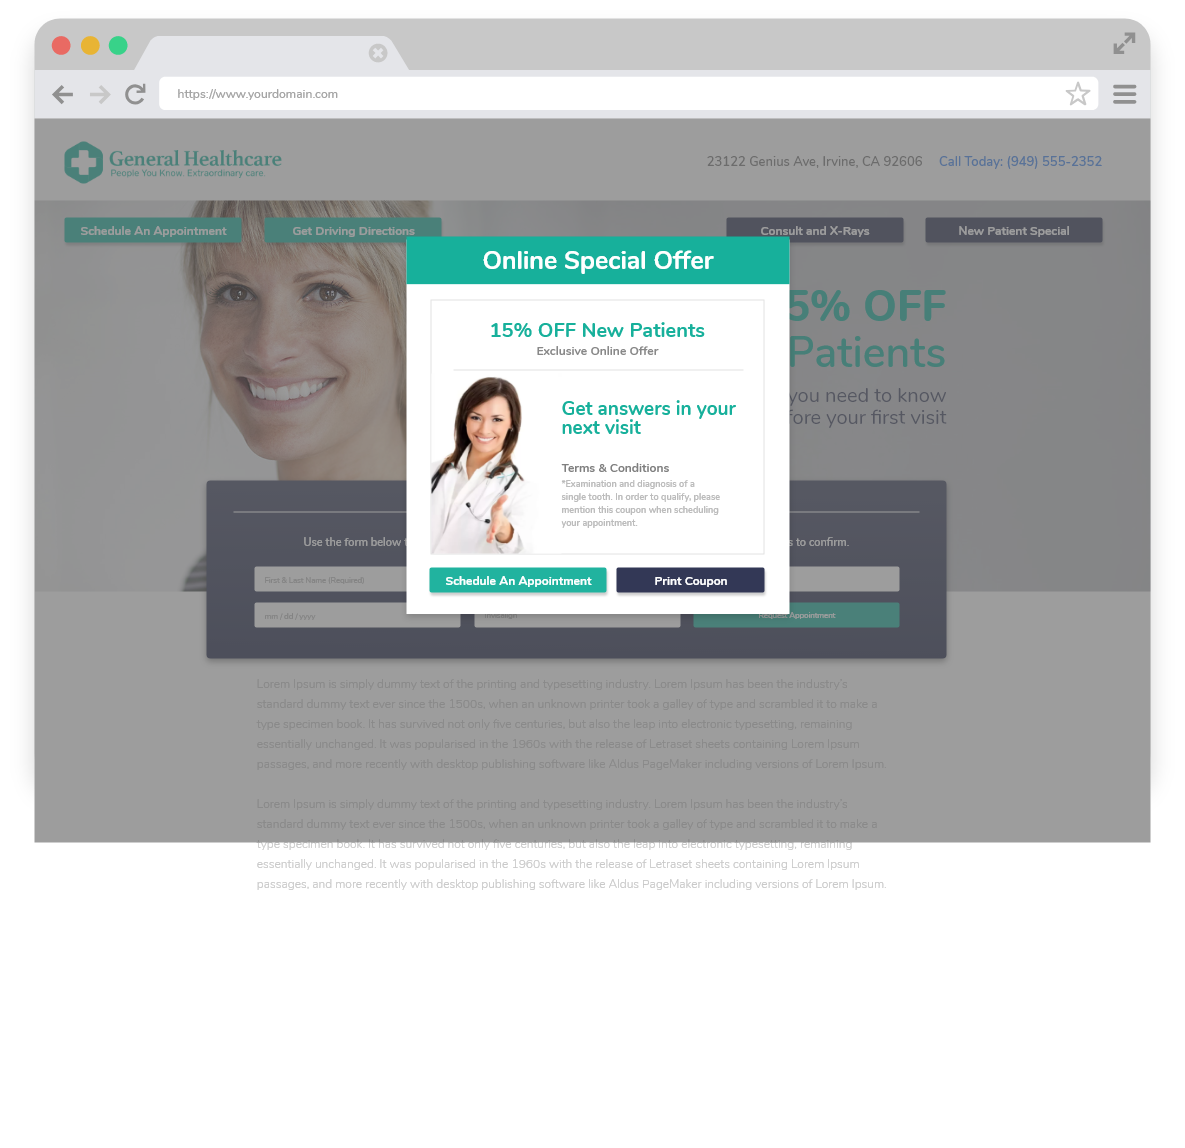 https://www.yourdomain.com
General Healthcare
People You Know. Extraordinary care.
23122 Genius Ave, Irvine, CA 92606
Call Today: (949) 555-2352
Schedule An Appointment
Get Driving Directions
Consult and X-Rays
New Patient Special
Online Special Offer
5% OFF
Patients
you need to know
fore your first visit
15% OFF New Patients
Exclusive Online Offer
Get answers in your
next visit
Terms & Conditions
*Examination and diagnosis of a
single tooth. In order to qualify, please
mention this coupon when scheduling
your appointment.
Schedule An Appointment
Print Coupon
Use the form below
s to confirm.
First & Last Name (Required)
mm / dd / yyyy
Request Appointment
Lorem Ipsum is simply dummy text of the printing and typesetting industry. Lorem Ipsum has been the industry's
standard dummy text ever since the 1500s, when an unknown printer took a galley of type and scrambled it to make a
type specimen book. It has survived not only five centuries, but also the leap into electronic typesetting, remaining
essentially unchanged. It was popularised in the 1960s with the release of Letraset sheets containing Lorem Ipsum
passages, and more recently with desktop publishing software like Aldus PageMaker including versions of Lorem Ipsum.
Lorem Ipsum is simply dummy text of the printing and typesetting industry. Lorem Ipsum has been the industry's
standard dummy text ever since the 1500s, when an unknown printer took a galley of type and scrambled it to make a
type specimen book. It has survived not only five centuries, but also the leap into electronic typesetting, remaining
essentially unchanged. It was popularised in the 1960s with the release of Letraset sheets containing Lorem Ipsum
passages, and more recently with desktop publishing software like Aldus PageMaker including versions of Lorem Ipsum.